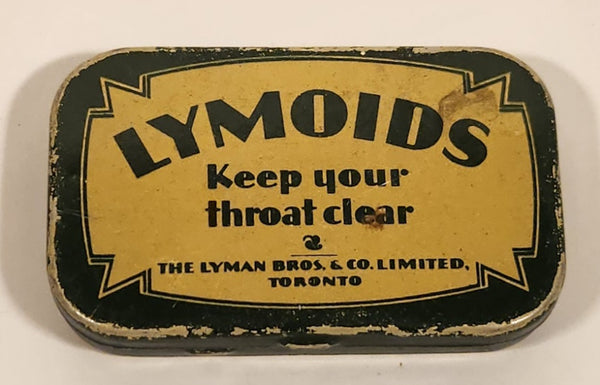 LYMOIDS
Keep your
throat clear
THE LYMAN BROS. & CO. LIMITED,
TORONTO